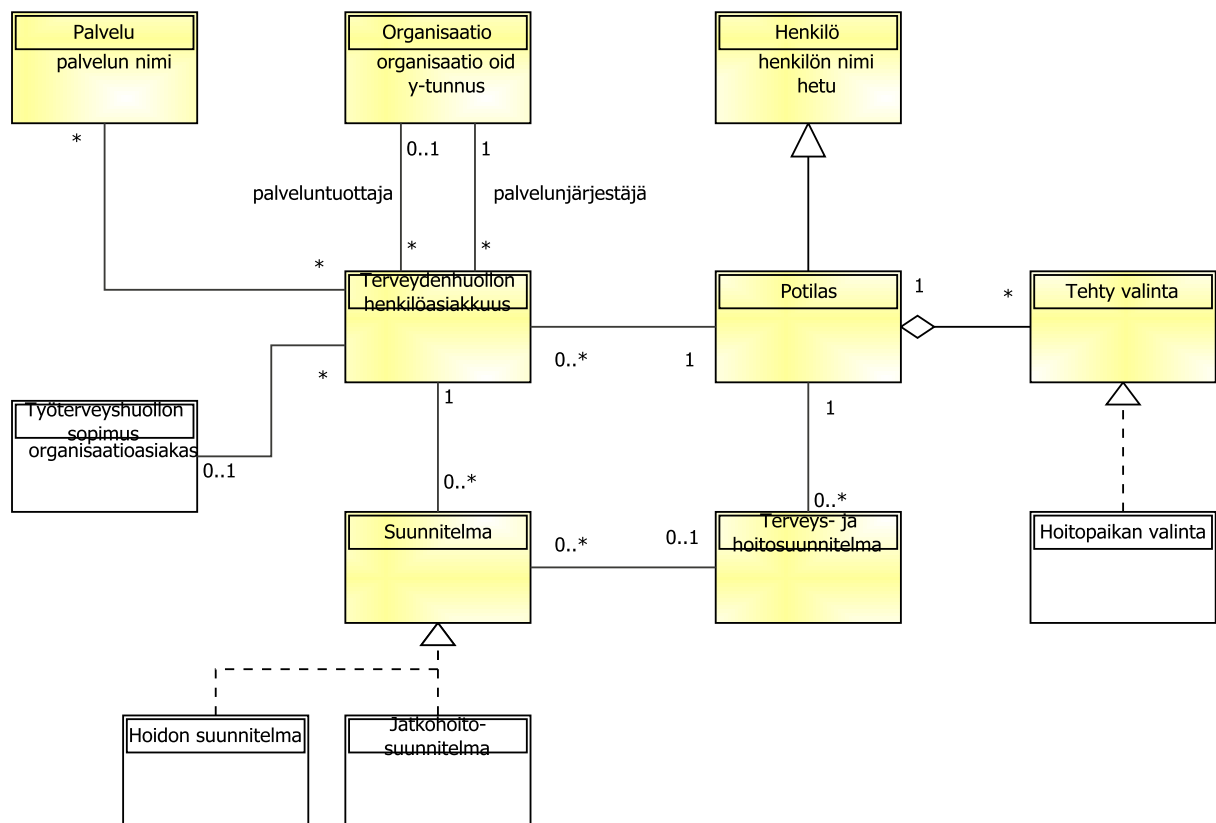 Palvelu
palvelun nimi
Organisaatio
organisaatio oid
y-tunnus
Henkilö
henkilön nimi
hetu
*
0..1
1
palveluntuottaja
palvelunjärjestäjä
*
*
*
Terveydenhuollon
henkilöasiakkuus
Potilas
1
*
Tehty valinta
0..*
1
*
1
1
Työterveyshuollon
sopimus
organisaatioasiakas
0..1
0..*
0..*
Suunnitelma
0..*
0..1
Terveys- ja
hoitosuunnitelma
Hoitopaikan valinta
Hoidon suunnitelma
Jatkohoito-
suunnitelma